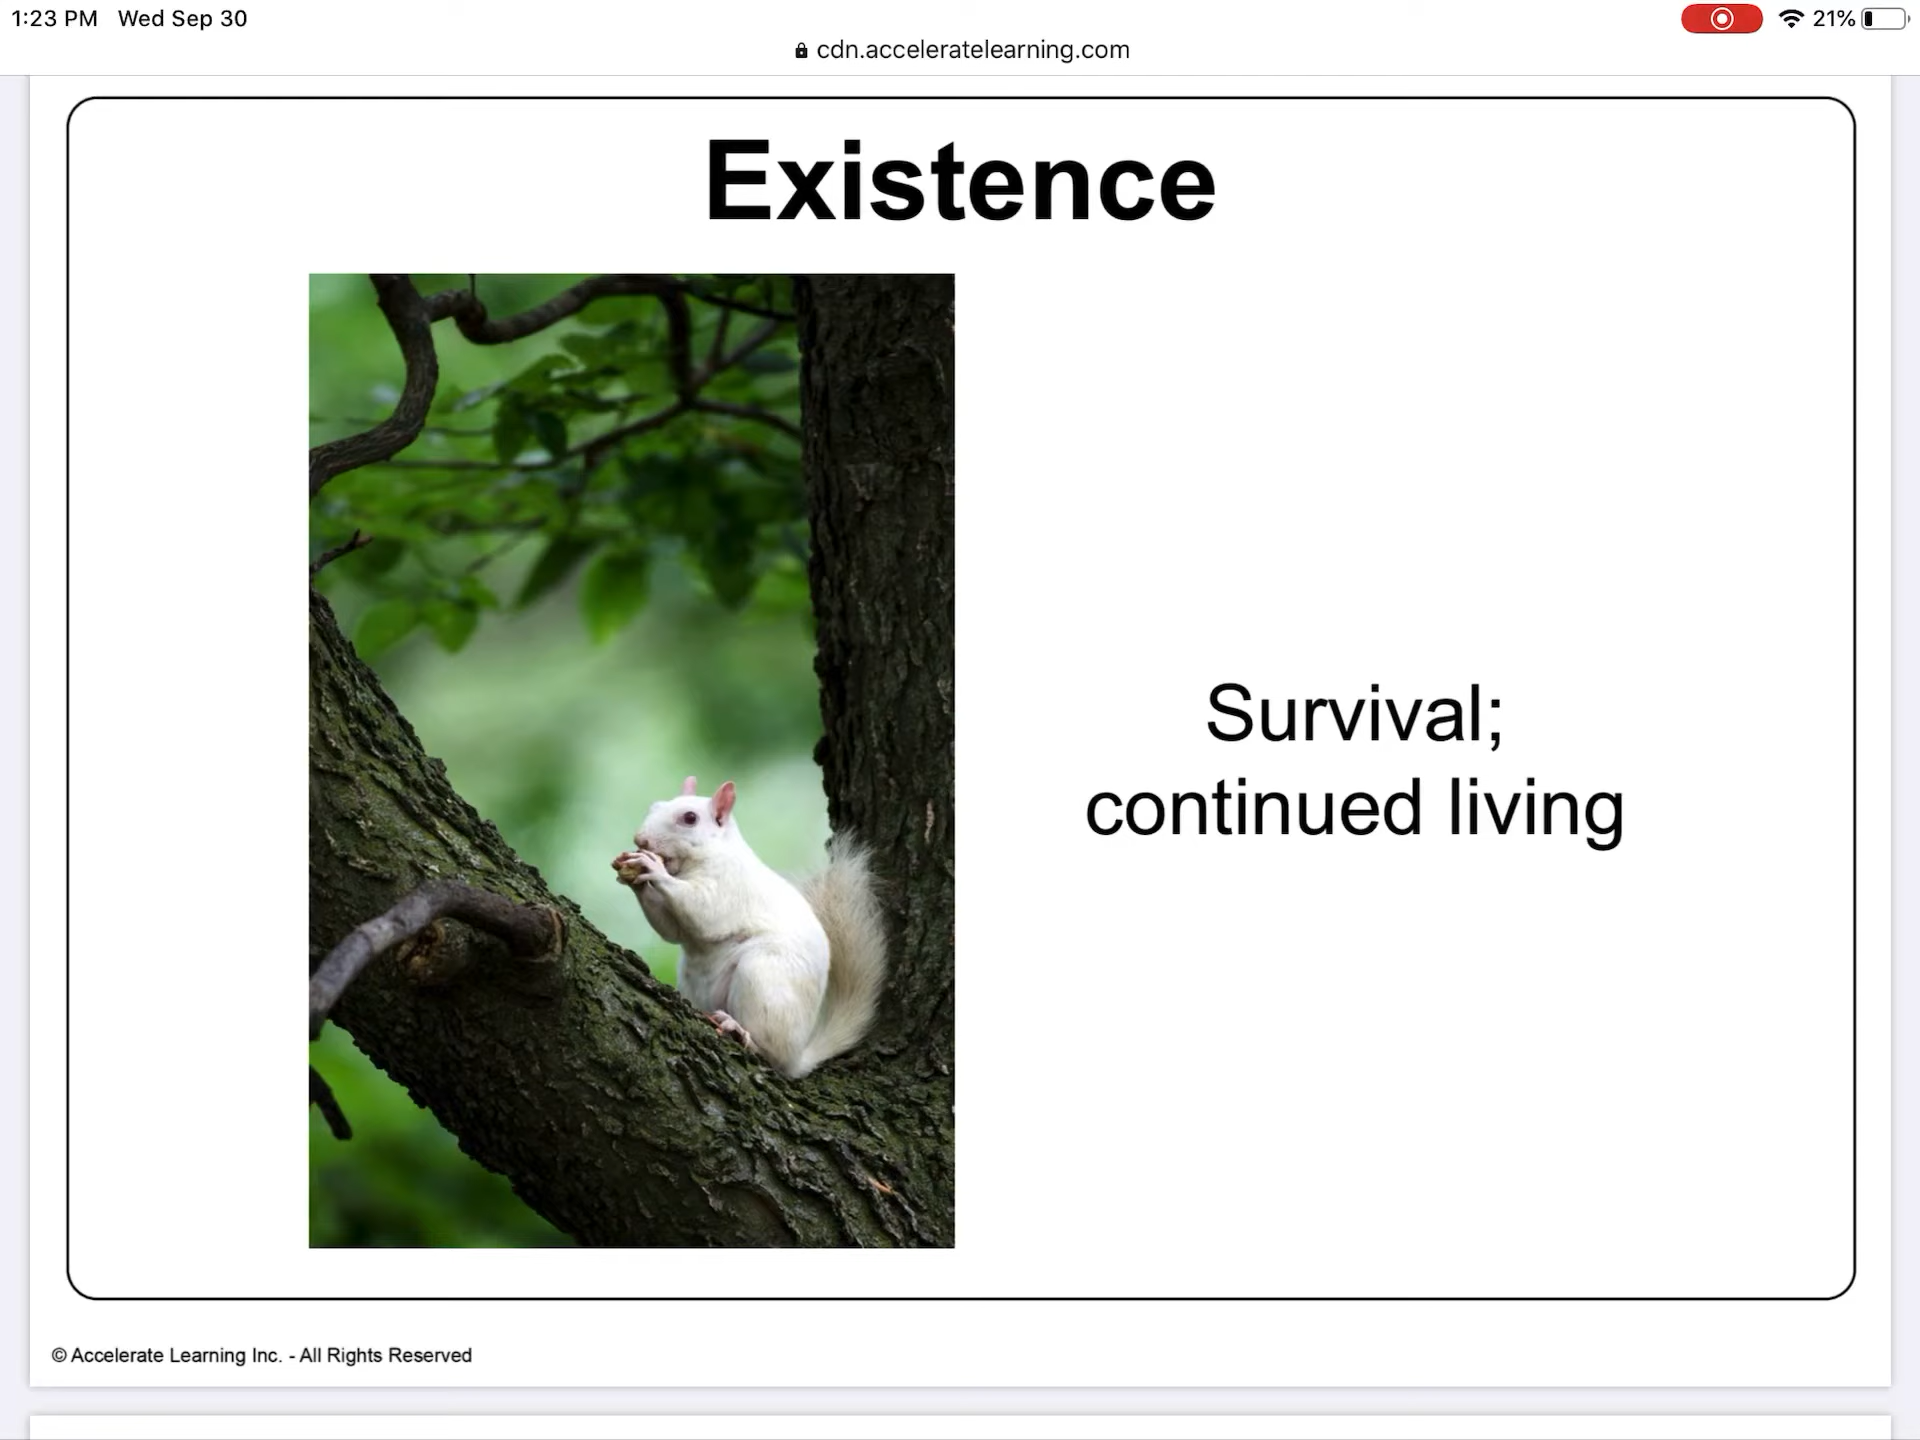 1:23 PM Wed Sep 30
21%
cdn.acceleratelearning.com
Existence
Survival;
continued living
© Accelerate Learning Inc. - All Rights Reserved